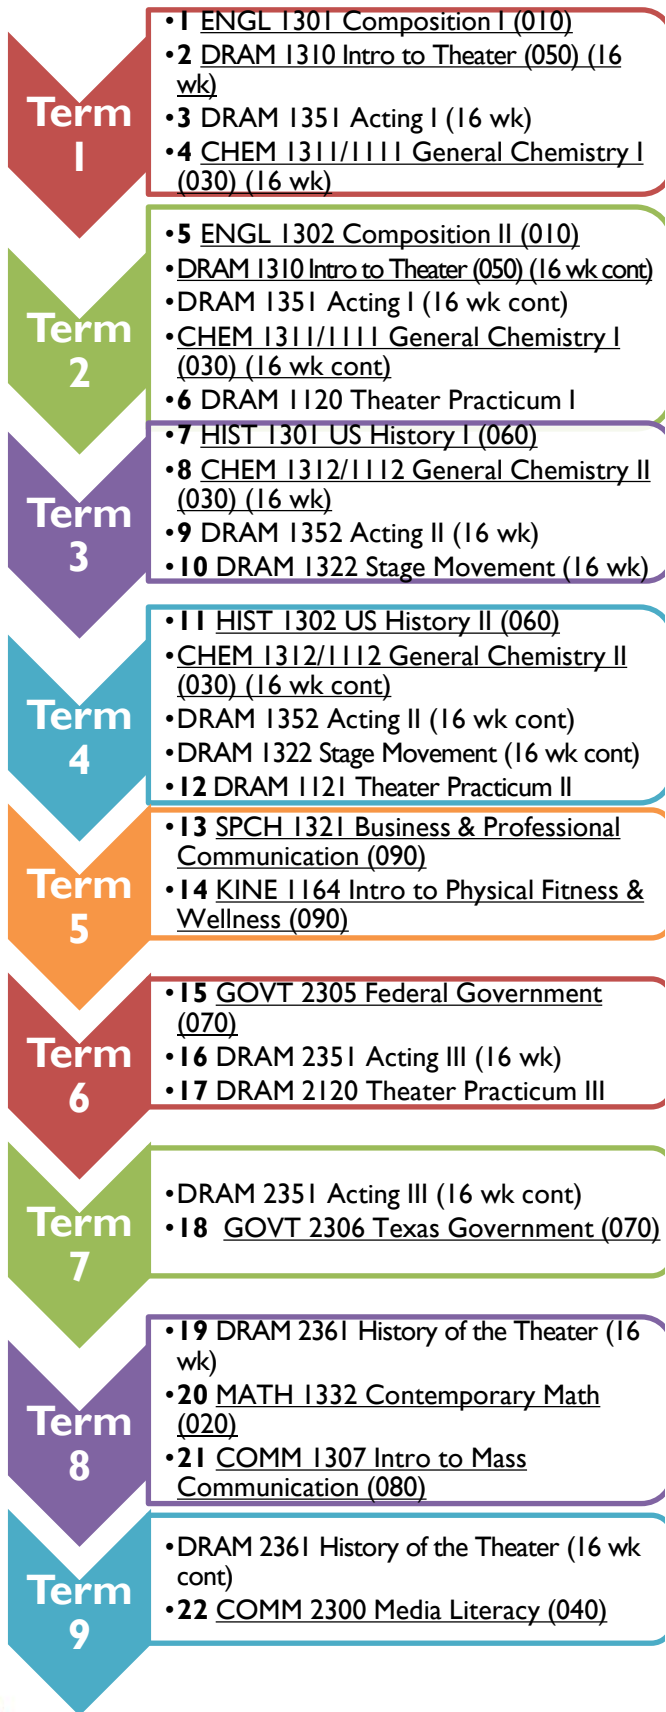 Term
1
•1 ENGL 1301 Composition I (010)
•2 DRAM 1310 Intro to Theater (050) (16
wk)
•3 DRAM 1351 Acting I (16 wk)
•4 CHEM 1311/1111 General Chemistry I
(030) (16 wk)
Term
2
•5 ENGL 1302 Composition II (010)
•DRAM 1310 Intro to Theater (050) (16 wk cont)
•DRAM 1351 Acting I (16 wk cont)
•CHEM 1311/1111 General Chemistry I
(030) (16 wk cont)
•6 DRAM 1120 Theater Practicum I
Term
3
•7 HIST 1301 US History I (060)
•8 CHEM 1312/1112 General Chemistry II
(030) (16 wk)
•9 DRAM 1352 Acting II (16 wk)
•10 DRAM 1322 Stage Movement (16 wk)
Term
4
•11 HIST 1302 US History II (060)
•CHEM 1312/1112 General Chemistry II
(030) (16 wk cont)
•DRAM 1352 Acting II (16 wk cont)
•DRAM 1322 Stage Movement (16 wk cont)
•12 DRAM 1121 Theater Practicum II
Term
5
•13 SPCH 1321 Business & Professional
Communication (090)
•14 KINE 1164 Intro to Physical Fitness &
Wellness (090)
Term
6
•15 GOVT 2305 Federal Government
(070)
•16 DRAM 2351 Acting III (16 wk)
•17 DRAM 2120 Theater Practicum III
Term
7
•DRAM 2351 Acting III (16 wk cont)
•18 GOVT 2306 Texas Government (070)
Term
8
•19 DRAM 2361 History of the Theater (16
wk)
•20 MATH 1332 Contemporary Math
(020)
•21 COMM 1307 Intro to Mass
Communication (080)
Term
9
•DRAM 2361 History of the Theater (16 wk
cont)
•22 COMM 2300 Media Literacy (040)